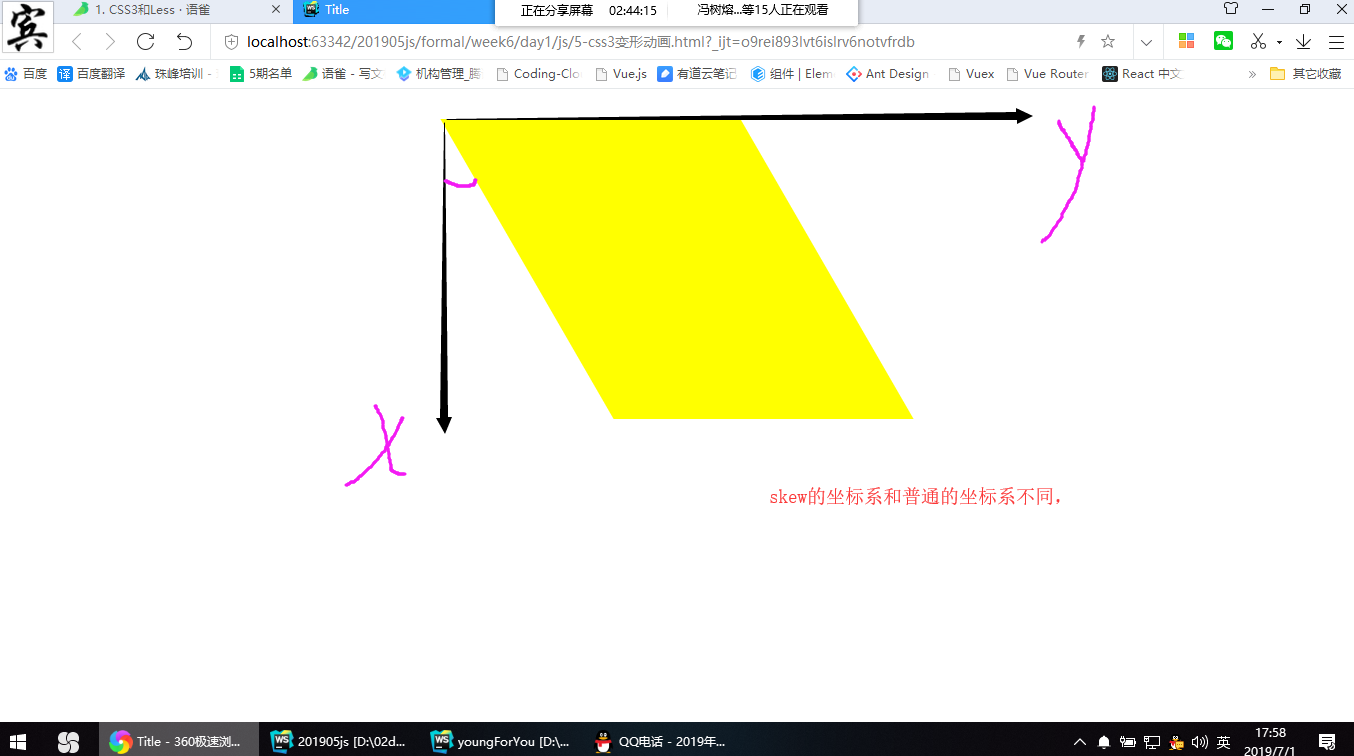 宾
1. CSS3和Less · 语雀
Title
正在分享屏幕 02:44:15 冯树熔...等15人正在观看
localhost:63342/201905js/formal/week6/day1/js/5-css3变形动画.html?_ijt=o9rei893lvt6islrv6notvfrdb
百度 百度翻译 珠峰培训 - 5期名单 语雀 - 写文 机构管理_腾 Coding-Clo Vue.js 有道云笔记 组件 | Elem Ant Design Vuex Vue Router React 中文 » 其它收藏
y
x
skew的坐标系和普通的坐标系不同,
Title - 360极速浏... 201905js [D:\02d... youngForYou [D:\... QQ电话 - 2019年... 英 17:58
2019/7/1